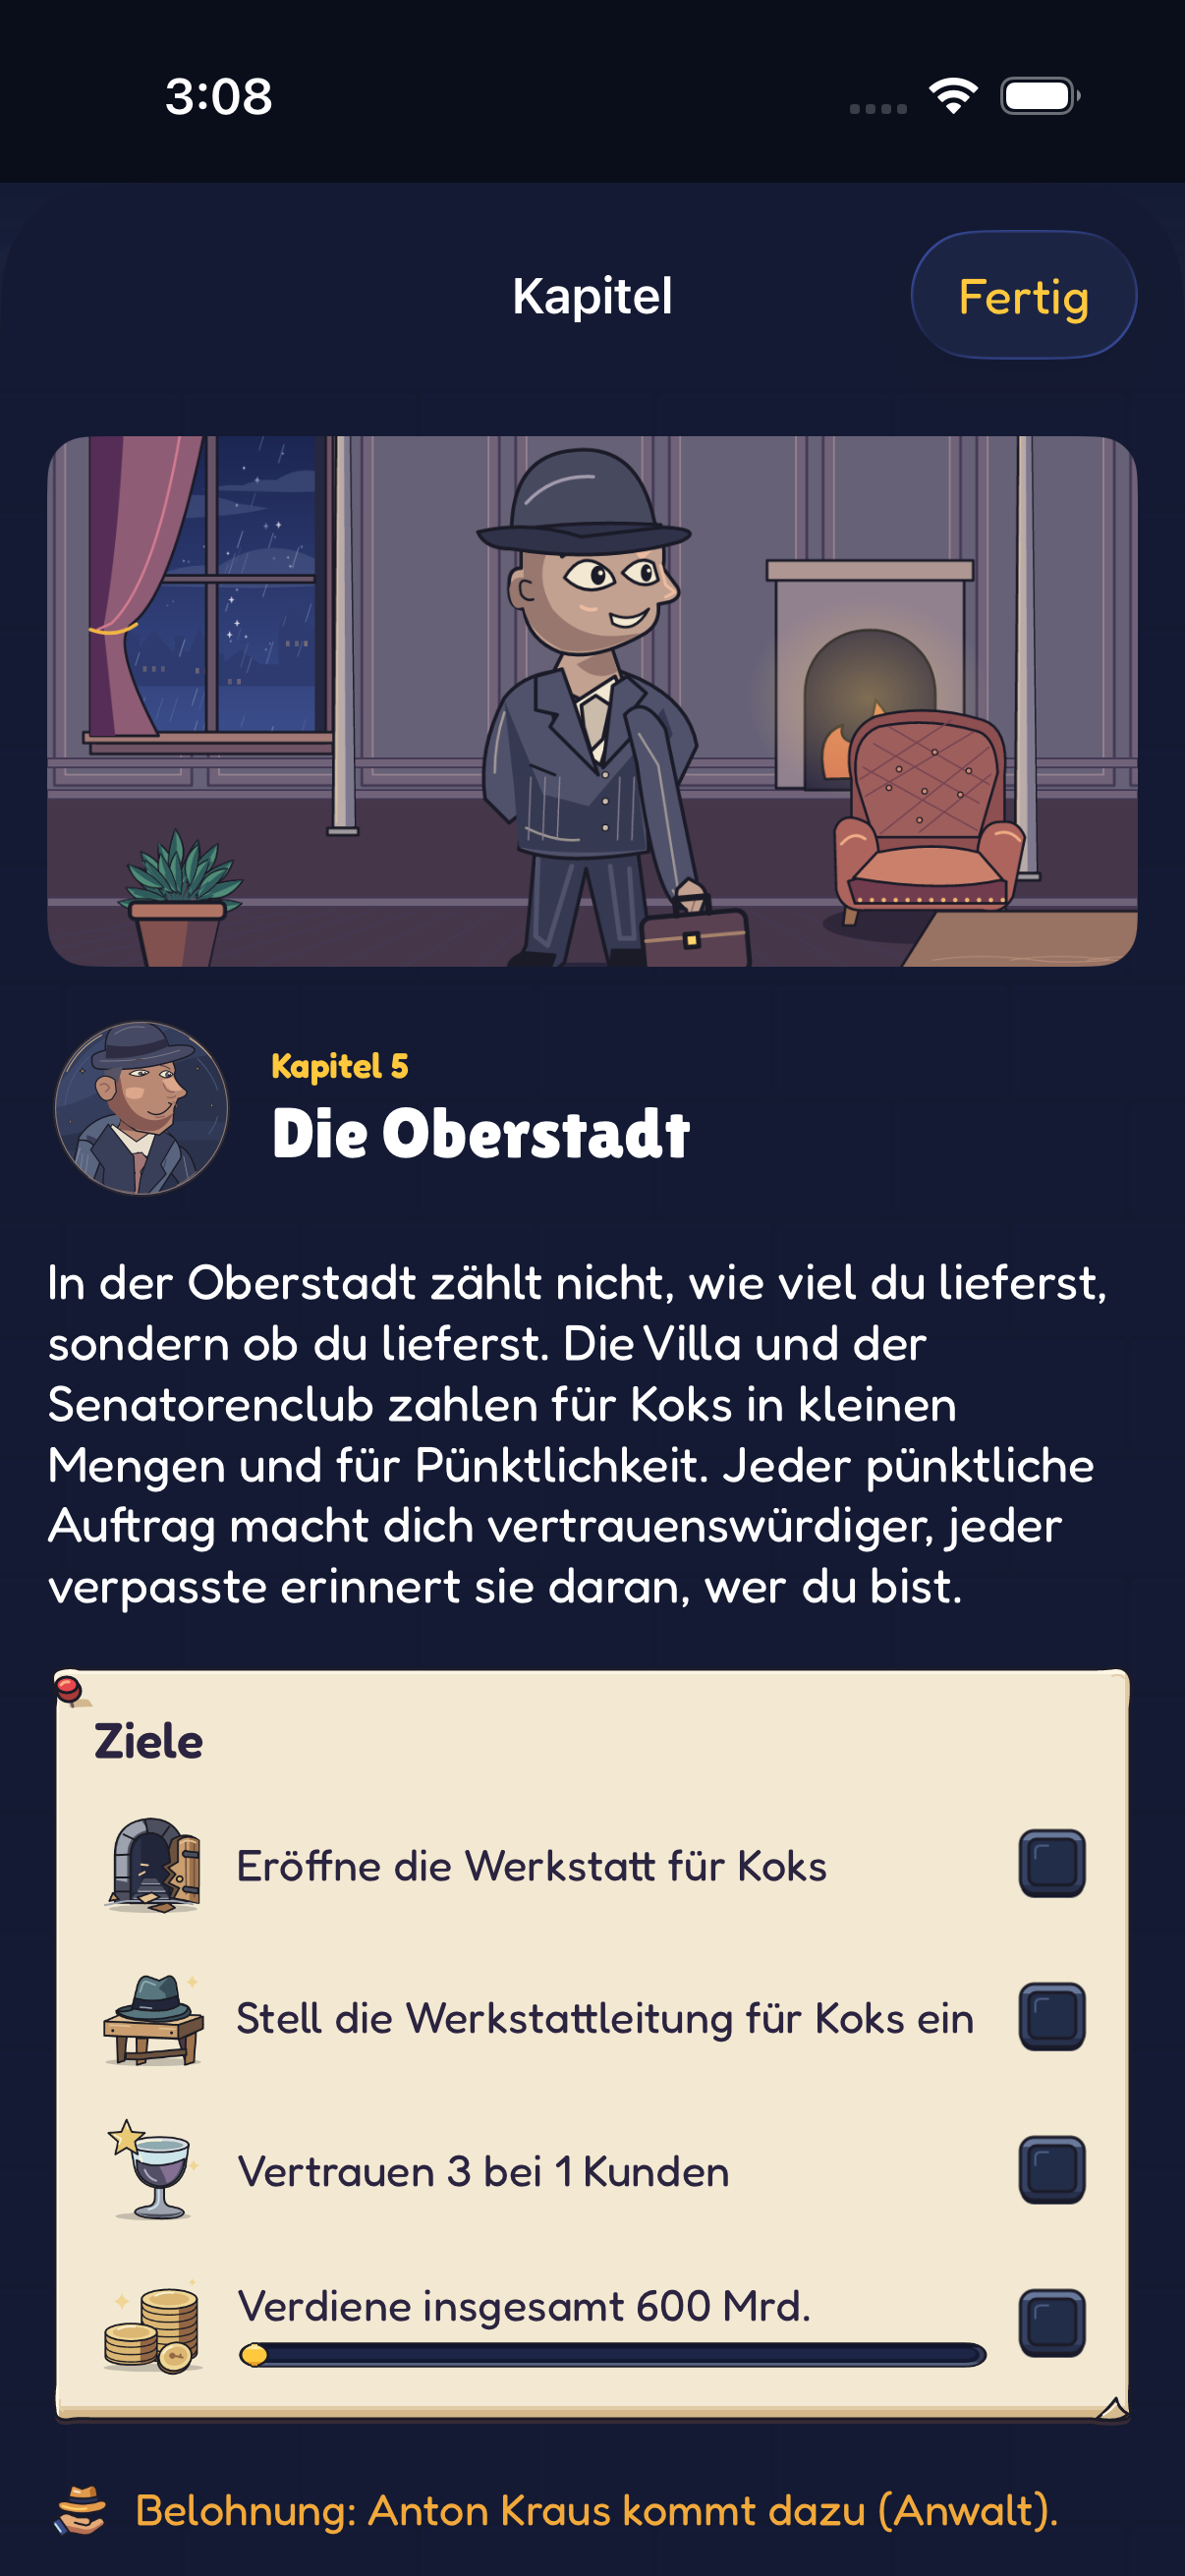 3:08
Kapitel
Fertig
Kapitel 5
Die Oberstadt
In der Oberstadt zählt nicht, wie viel du lieferst,
sondern ob du lieferst. Die Villa und der
Senatorenclub zahlen für Koks in kleinen
Mengen und für Pünktlichkeit. Jeder pünktliche
Auftrag macht dich vertrauenswürdiger, jeder
verpasste erinnert sie daran, wer du bist.
Ziele
Eröffne die Werkstatt für Koks
Stell die Werkstattleitung für Koks ein
Vertrauen 3 bei 1 Kunden
Verdiene insgesamt 600 Mrd.
Belohnung: Anton Kraus kommt dazu (Anwalt).